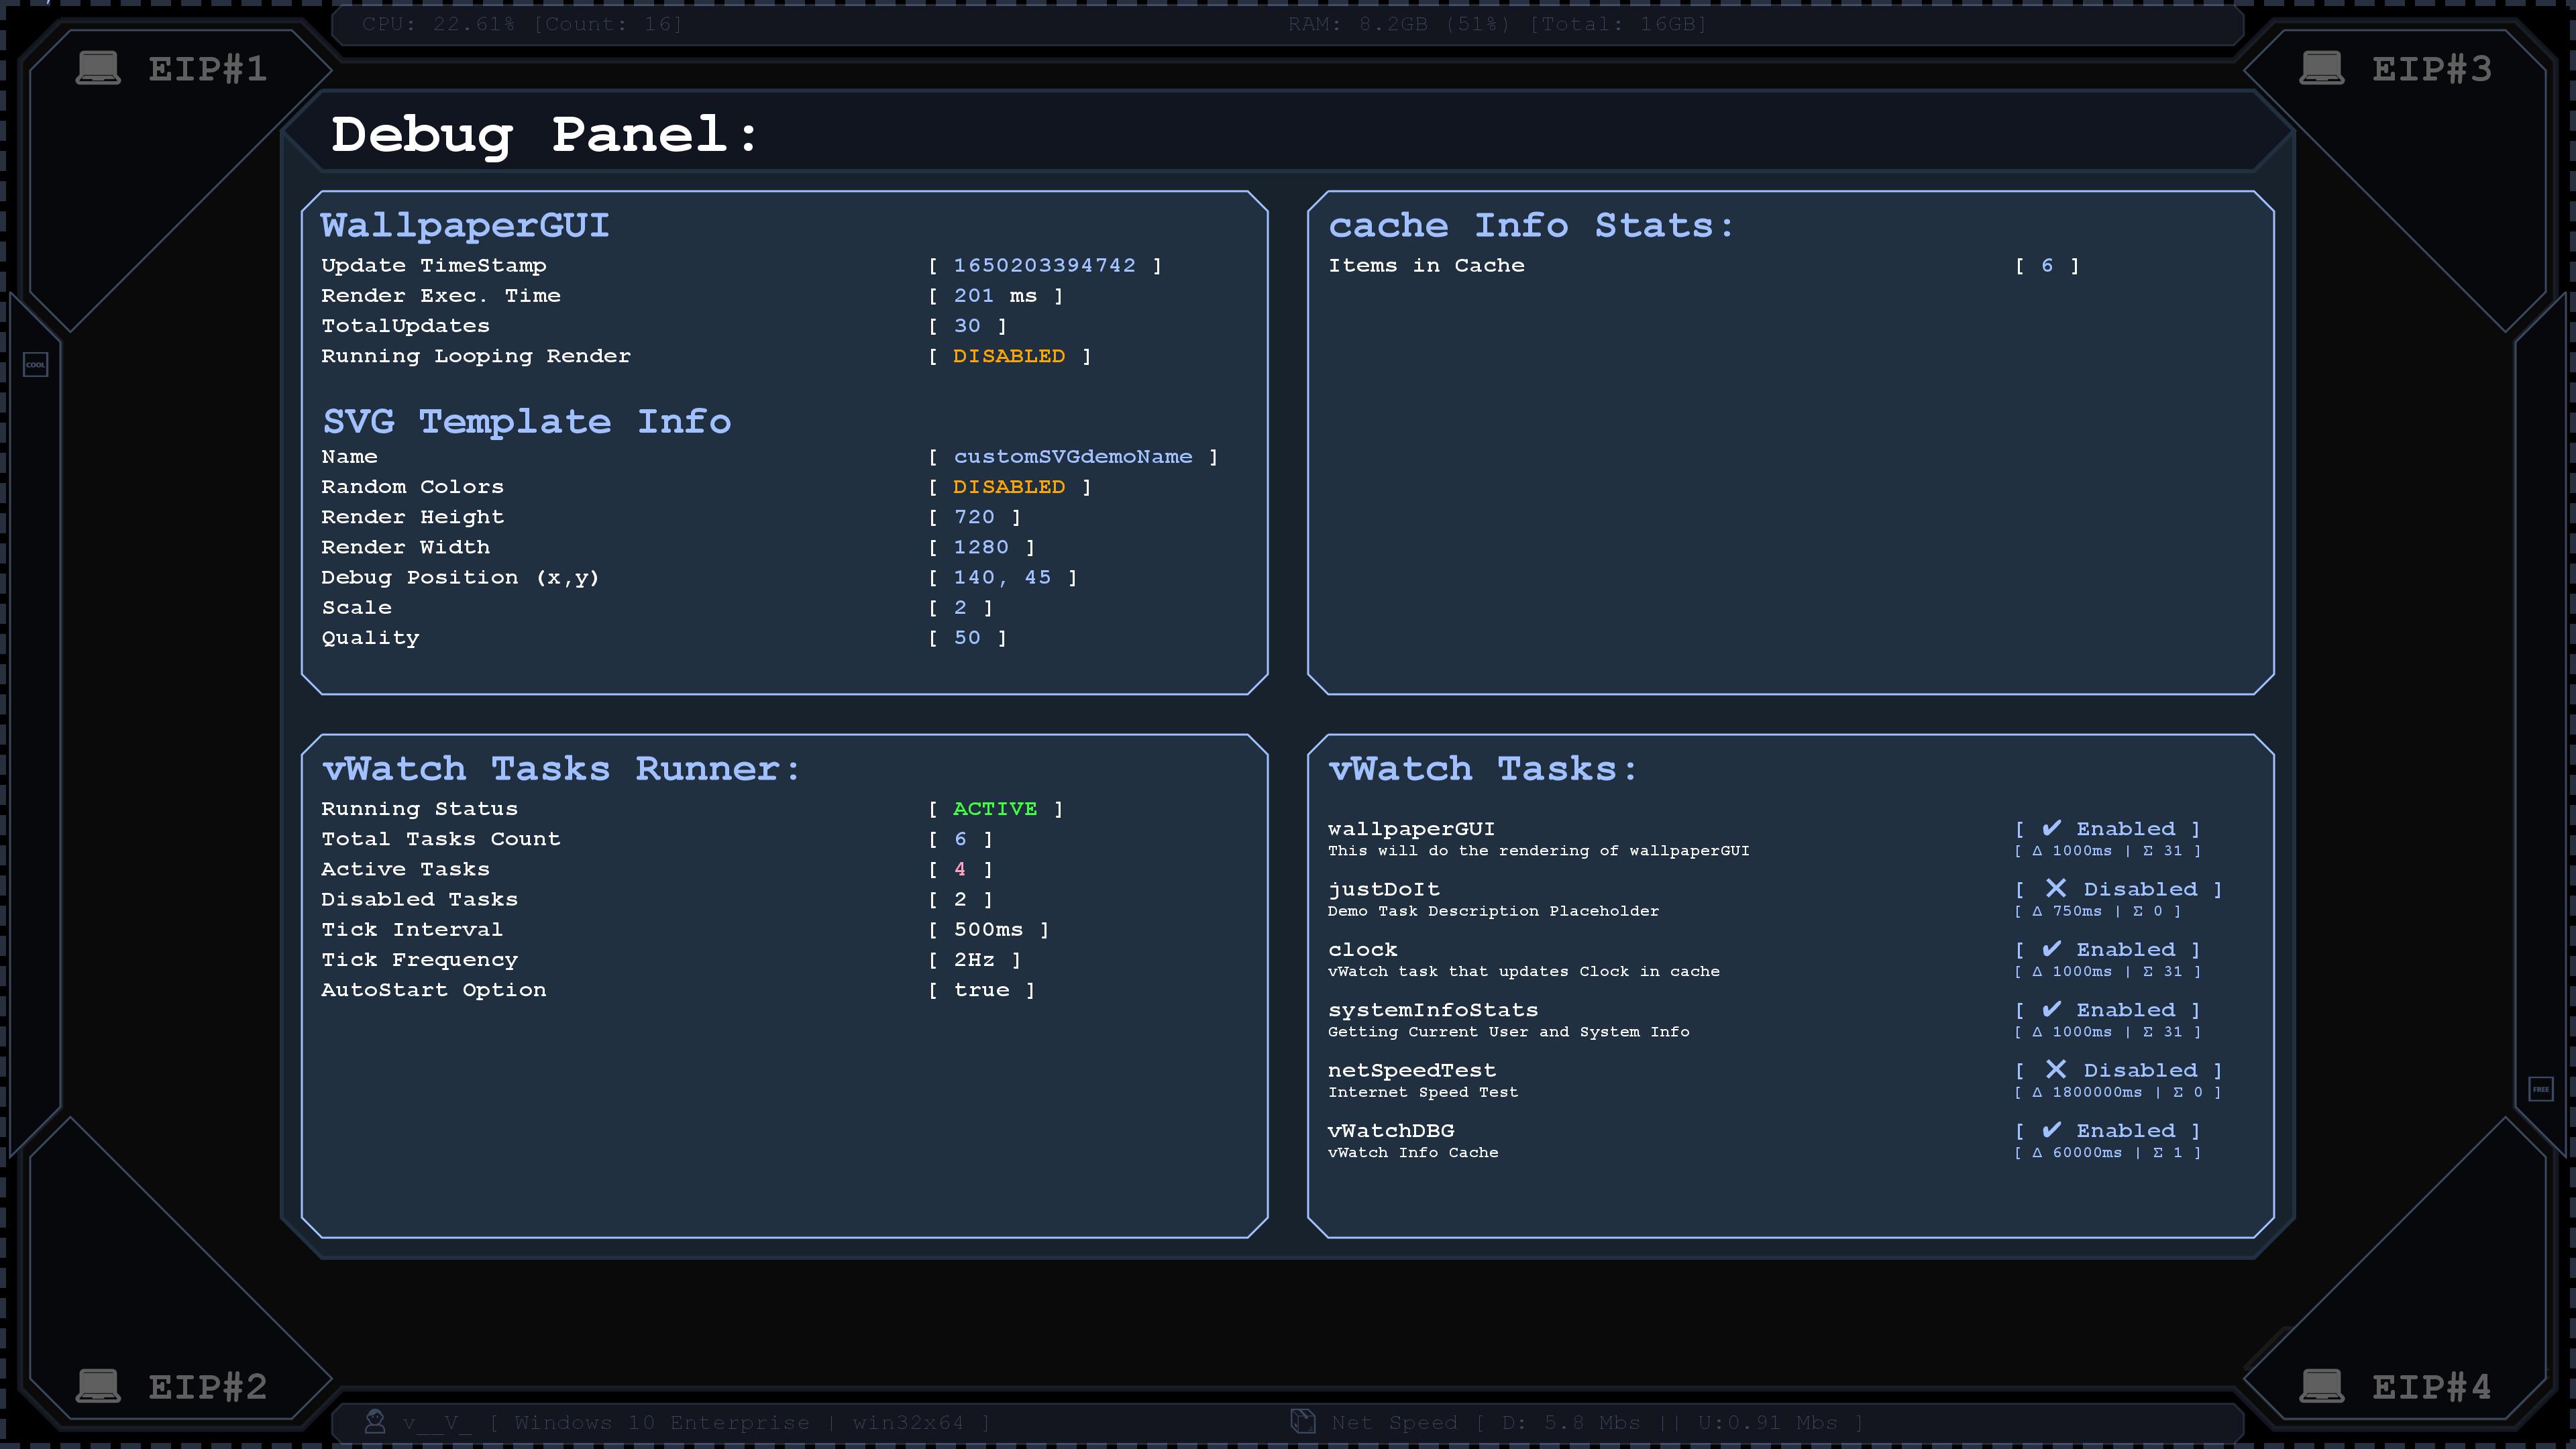 CPU: 22.61% [Count: 16]
RAM: 8.2GB (51%) [Total: 16GB]
EIP#1
EIP#3
Debug Panel:
WallpaperGUI
Update TimeStamp [ 1650203394742 ]
Render Exec. Time [ 201 ms ]
TotalUpdates [ 30 ]
Running Looping Render [ DISABLED ]
SVG Template Info
Name [ customSVGdemoName ]
Random Colors [ DISABLED ]
Render Height [ 720 ]
Render Width [ 1280 ]
Debug Position (x,y) [ 140, 45 ]
Scale [ 2 ]
Quality [ 50 ]
cache Info Stats:
Items in Cache [ 6 ]
COOL
vWatch Tasks Runner:
Running Status [ ACTIVE ]
Total Tasks Count [ 6 ]
Active Tasks [ 4 ]
Disabled Tasks [ 2 ]
Tick Interval [ 500ms ]
Tick Frequency [ 2Hz ]
AutoStart Option [ true ]
vWatch Tasks:
wallpaperGUI [ ✔ Enabled ]
This will do the rendering of wallpaperGUI [ Δ 1000ms | Σ 31 ]
justDoIt [ ✕ Disabled ]
Demo Task Description Placeholder [ Δ 750ms | Σ 0 ]
clock [ ✔ Enabled ]
vWatch task that updates Clock in cache [ Δ 1000ms | Σ 31 ]
systemInfoStats [ ✔ Enabled ]
Getting Current User and System Info [ Δ 1000ms | Σ 31 ]
netSpeedTest [ ✕ Disabled ]
Internet Speed Test [ Δ 1800000ms | Σ 0 ]
vWatchDBG [ ✔ Enabled ]
vWatch Info Cache [ Δ 60000ms | Σ 1 ]
FREE
EIP#2
EIP#4
v__V_ [ Windows 10 Enterprise | win32x64 ]
Net Speed [ D: 5.8 Mbs || U:0.91 Mbs ]